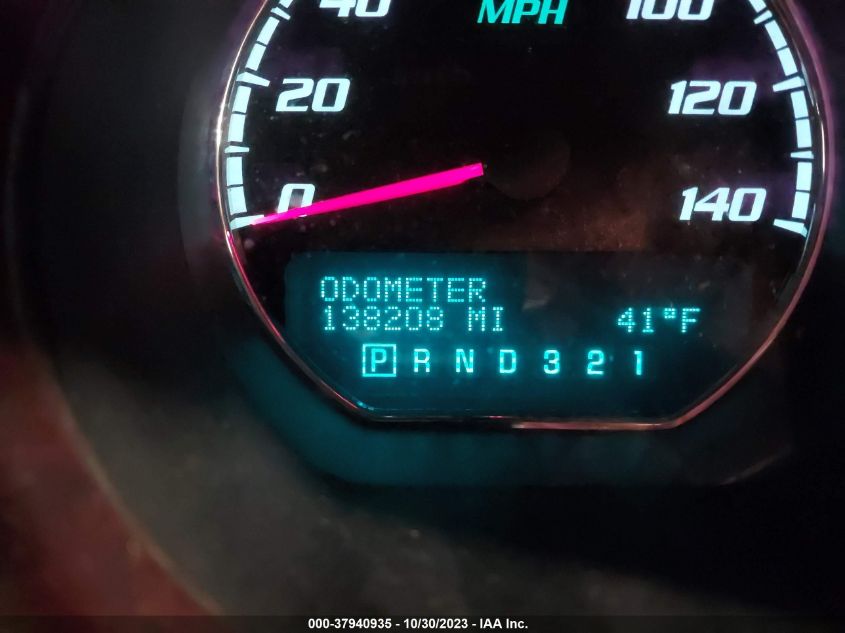 40 MPH 100
20 120
0 140
ODOMETER
138208 MI 41°F
P R N D 3 2 1
000-37940935 - 10/30/2023 - IAA Inc.